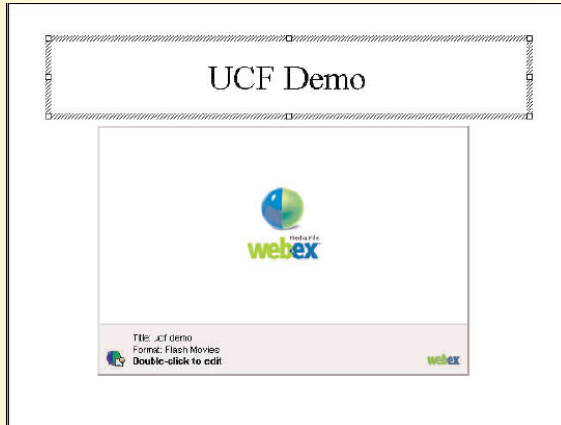 UCF Demo
Media File
webex
Title: ucf demo
Format: Flash Movies
Double-click to edit
webex